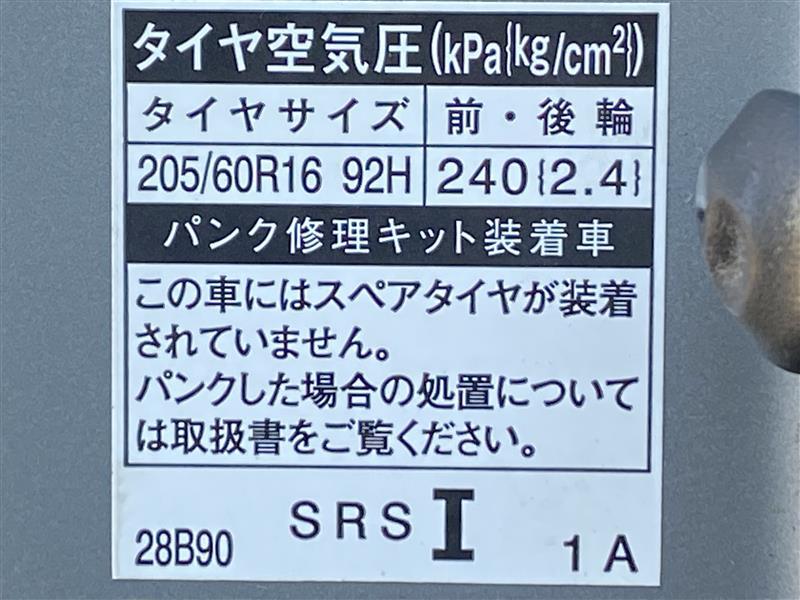 タイヤ空気圧(kPa{kg/cm²})
タイヤサイズ 前・後輪
205/60R16 92H 240{2.4}
パンク修理キット装着車
この車にはスペアタイヤが装着
されていません。
パンクした場合の処置について
は取扱書をご覧ください。
28B90 SRS I 1A